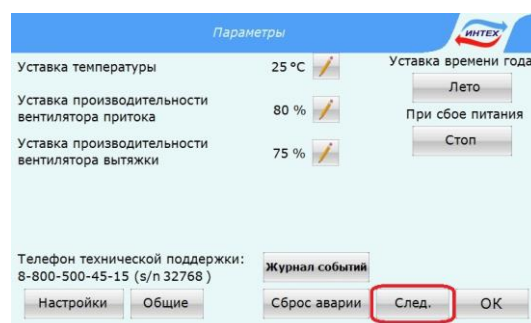 Параметры
ИНТЕХ
Уставка температуры
25 °C
Уставка времени года
Лето
Уставка производительности
вентилятора притока
80 %
При сбое питания
Стоп
Уставка производительности
вентилятора вытяжки
75 %
Телефон технической поддержки:
8-800-500-45-15 (s/n 32768 )
Журнал событий
Настройки
Общие
Сброс аварии
След.
OK